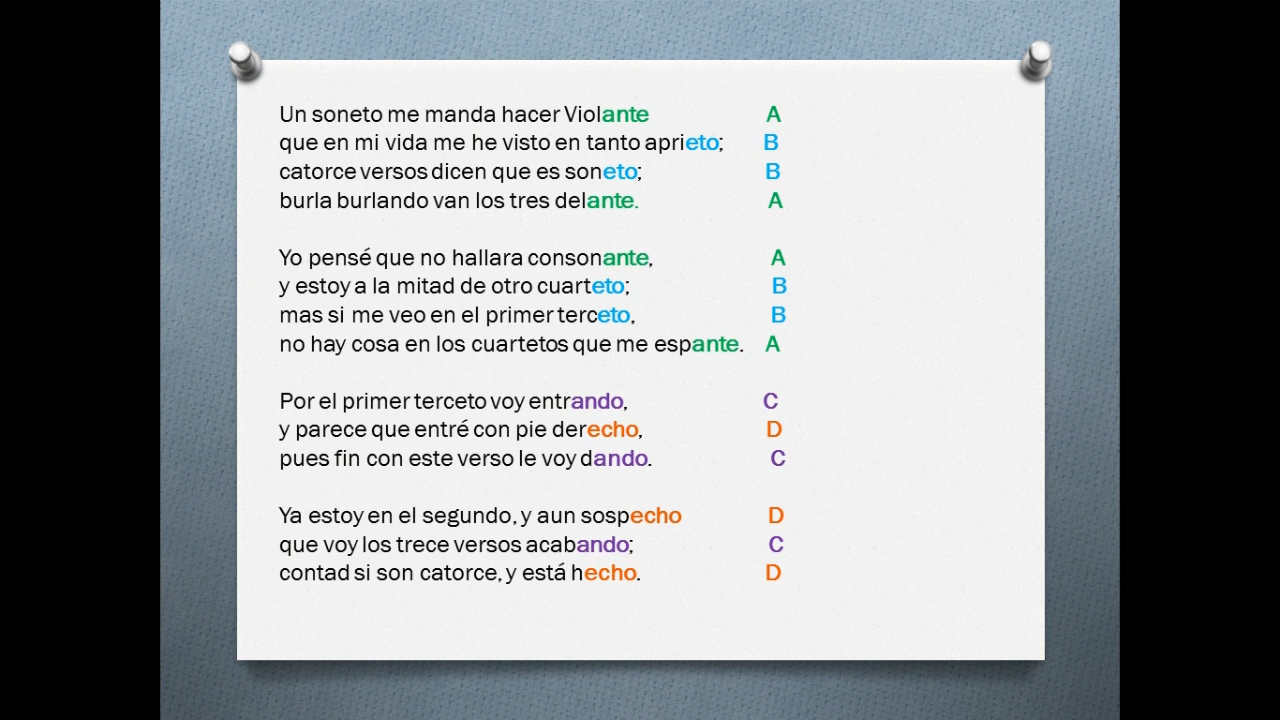 Un soneto me manda hacer Violante A
que en mi vida me he visto en tanto aprieto; B
catorce versos dicen que es soneto; B
burla burlando van los tres delante. A
Yo pensé que no hallara consonante, A
y estoy a la mitad de otro cuarteto; B
mas si me veo en el primer terceto, B
no hay cosa en los cuartetos que me espante. A
Por el primer terceto voy entrando, C
y parece que entré con pie derecho, D
pues fin con este verso le voy dando. C
Ya estoy en el segundo, y aun sospecho D
que voy los trece versos acabando; C
contad si son catorce, y está hecho. D